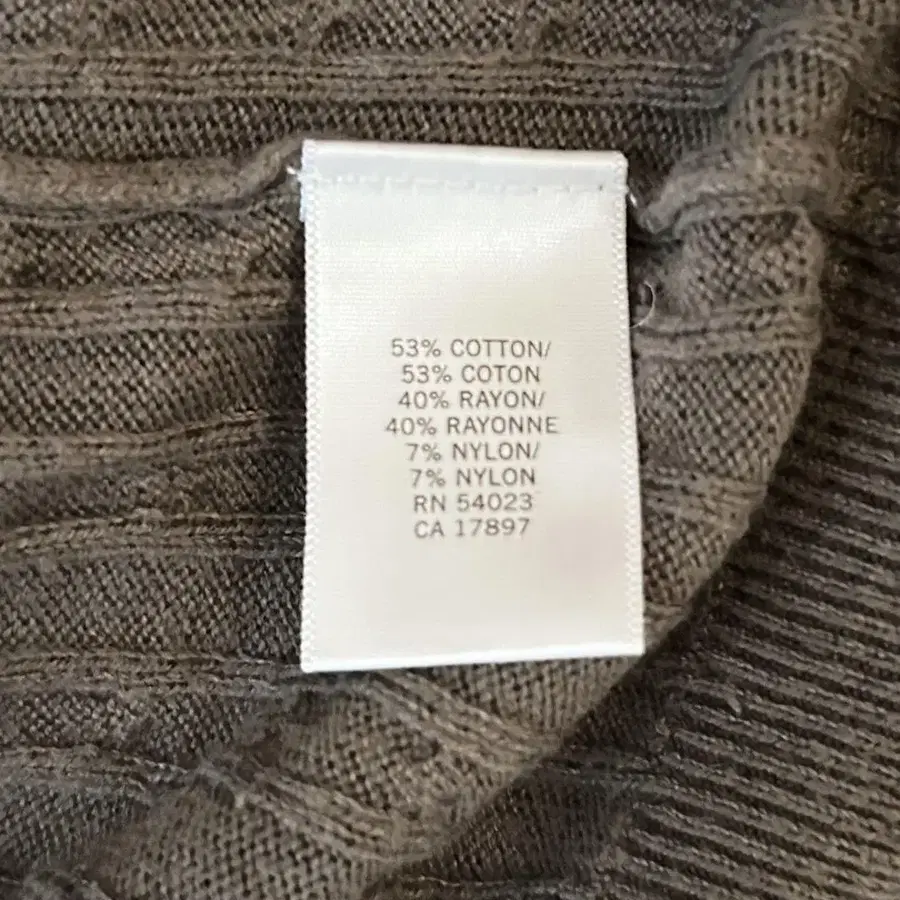 53% COTTON/
53% COTON
40% RAYON/
40% RAYONNE
7% NYLON/
7% NYLON
RN 54023
CA 17897